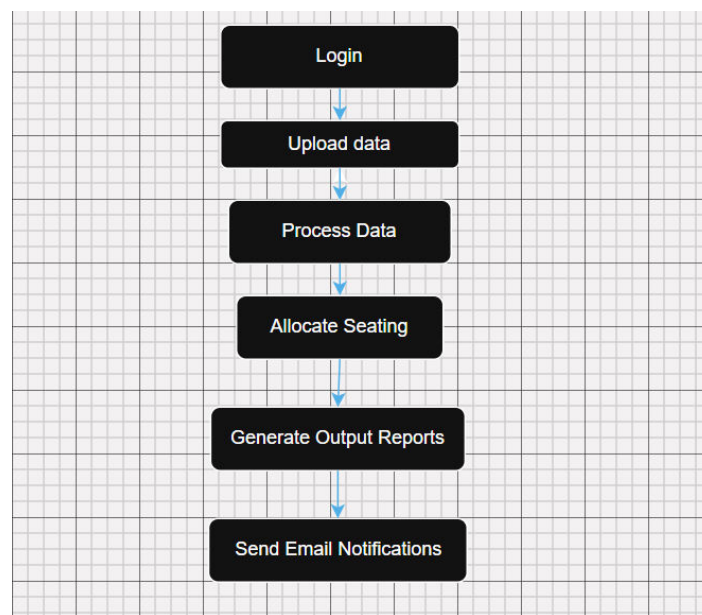 Login
Upload data
Process Data
Allocate Seating
Generate Output Reports
Send Email Notifications